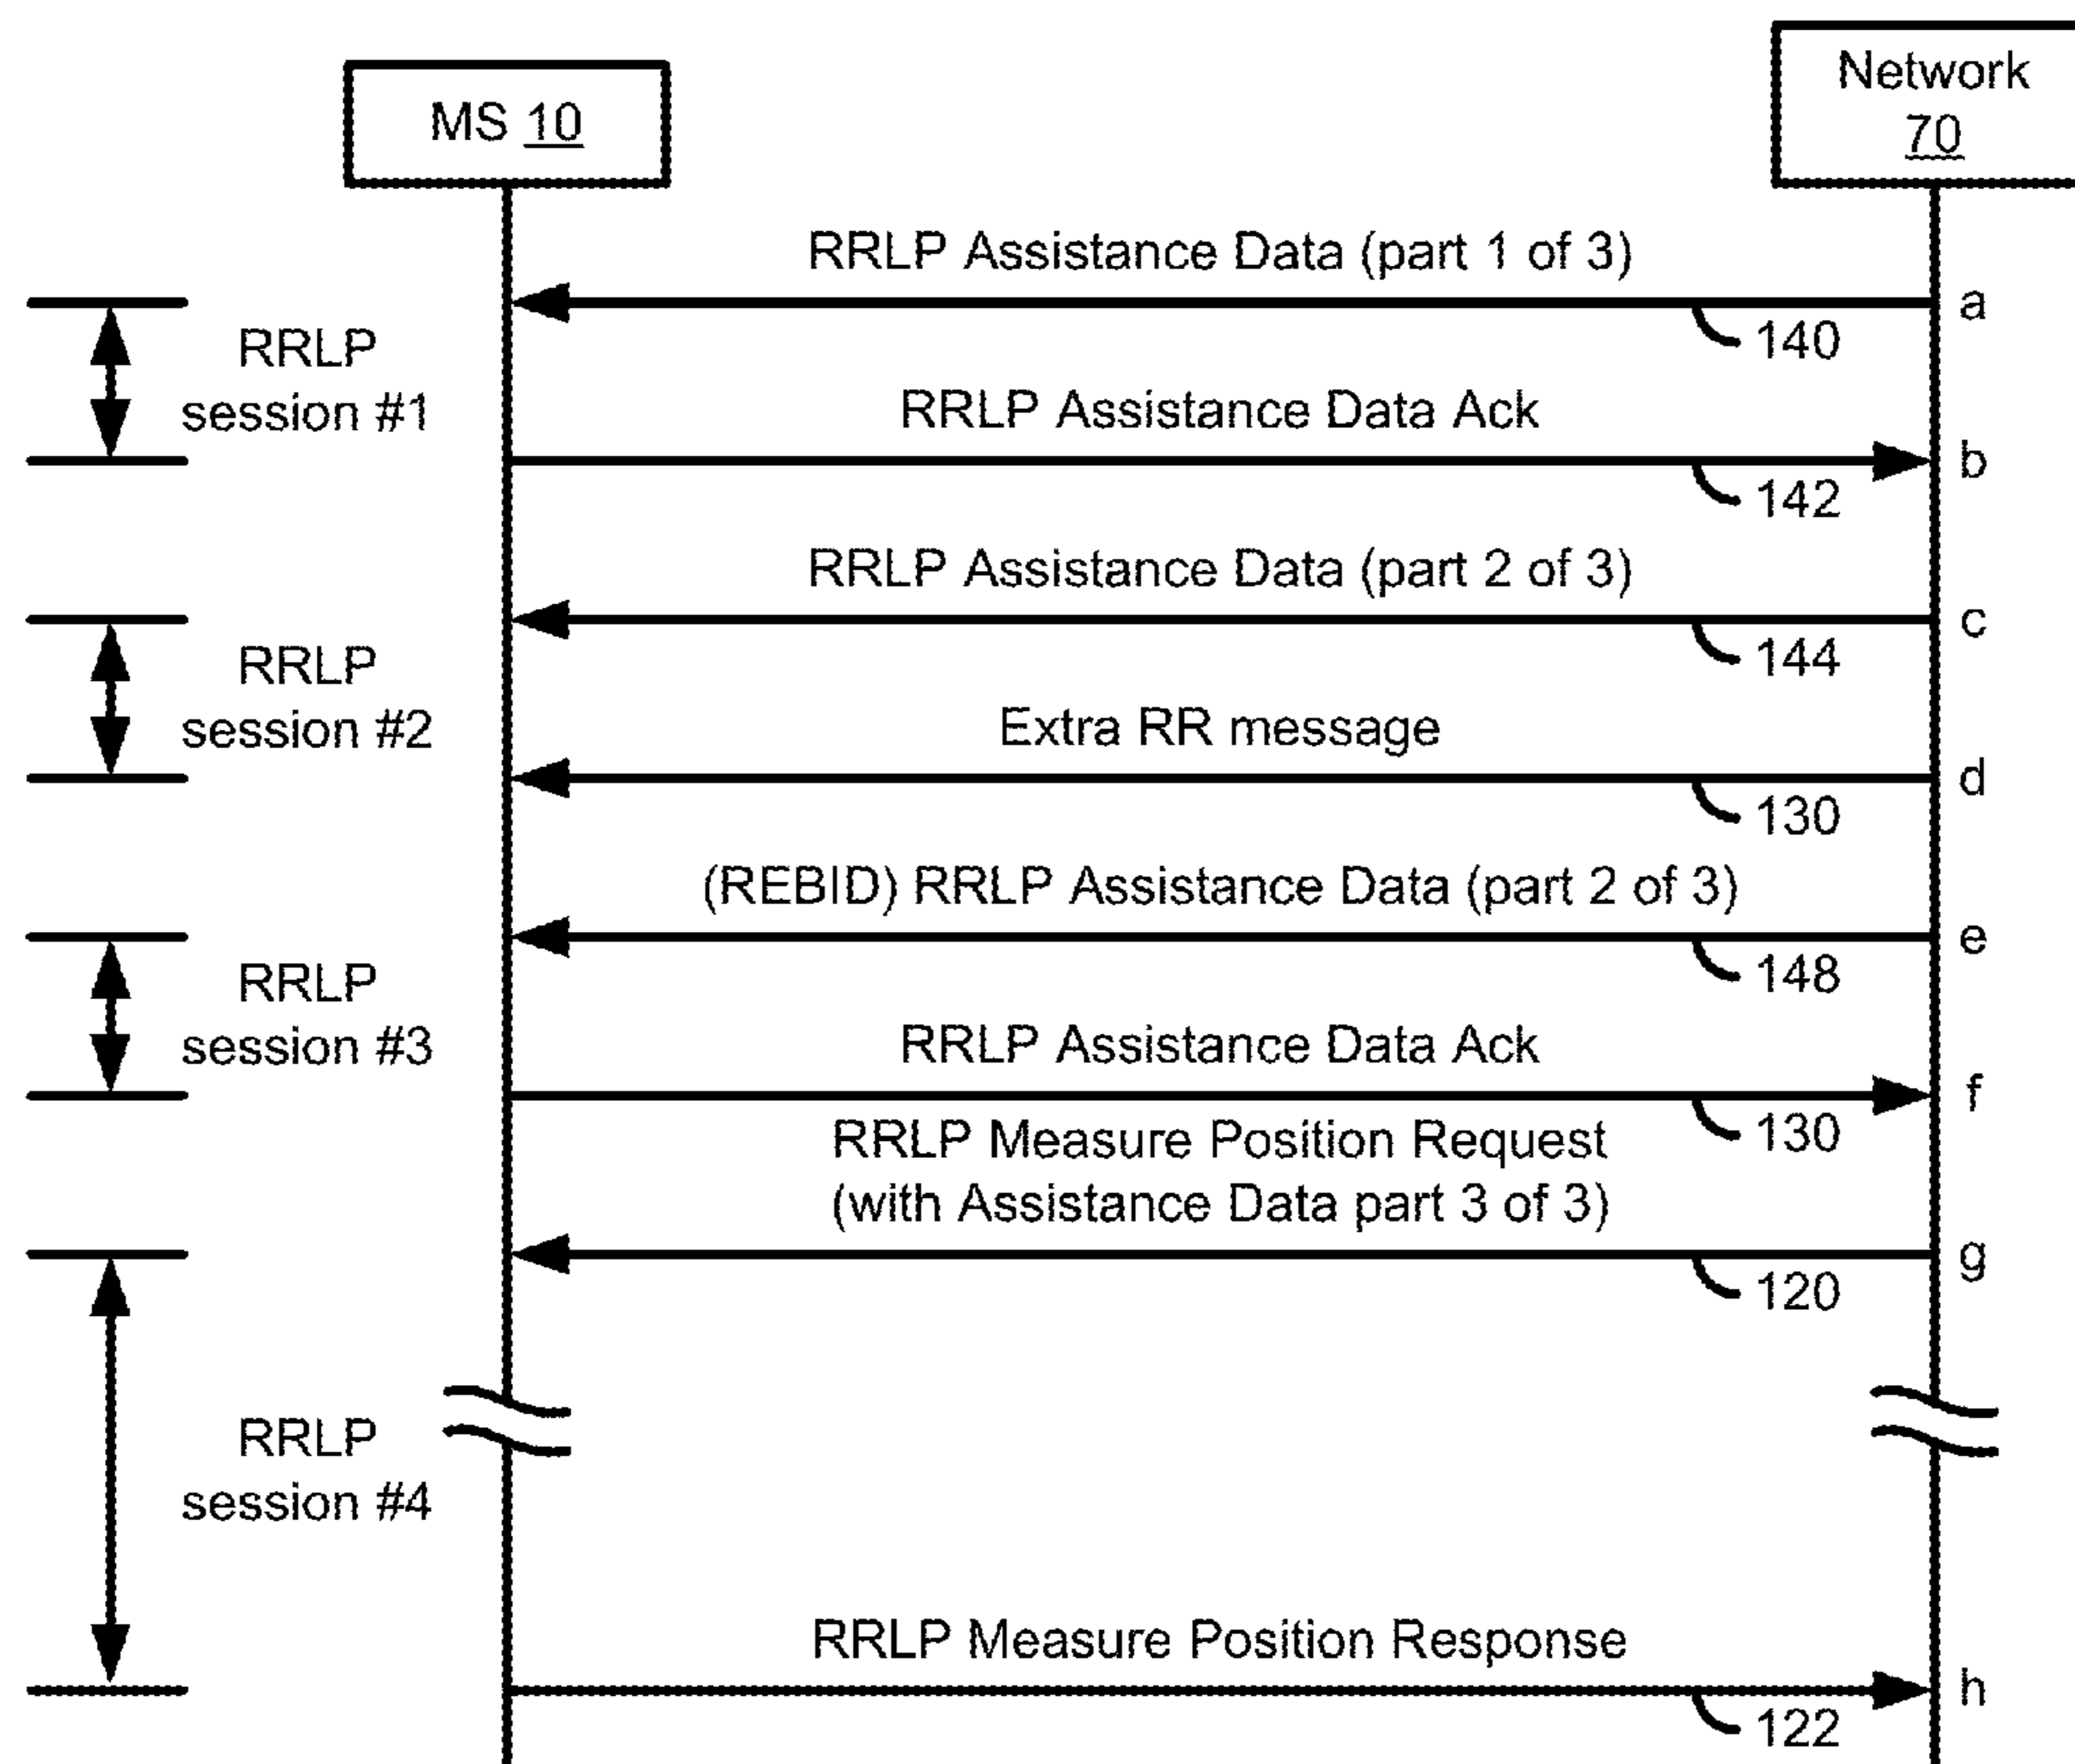 MS 10
Network
70
RRLP Assistance Data (part 1 of 3)
a
140
RRLP
session #1
RRLP Assistance Data Ack
b
142
RRLP Assistance Data (part 2 of 3)
c
144
RRLP
session #2
Extra RR message
d
130
(REBID) RRLP Assistance Data (part 2 of 3)
e
148
RRLP
session #3
RRLP Assistance Data Ack
f
130
RRLP Measure Position Request
(with Assistance Data part 3 of 3)
g
120
RRLP
session #4
RRLP Measure Position Response
h
122